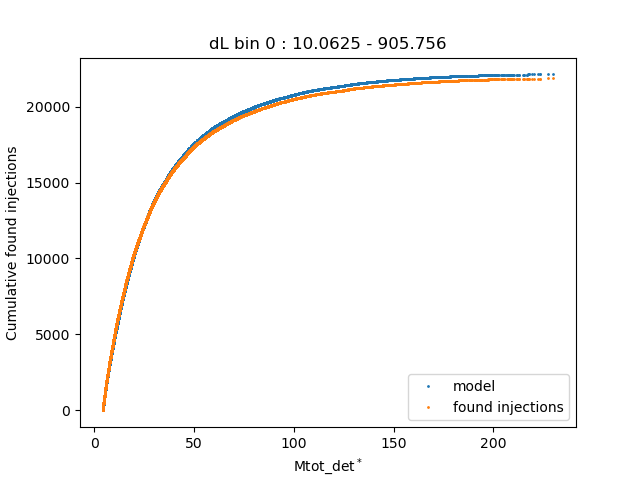 dL bin 0 : 10.0625 - 905.756
Cumulative found injections
20000
15000
10000
5000
0
model
found injections
0 50 100 150 200
Mtot_det*